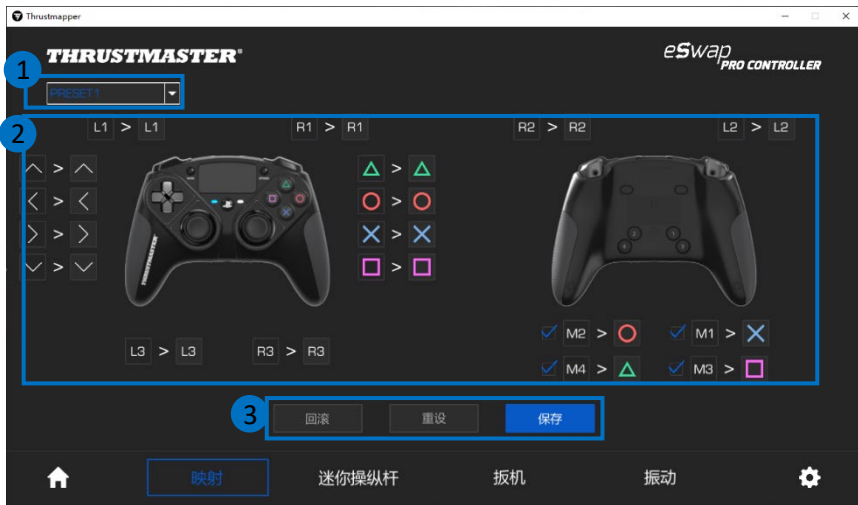 Thrustmapper
THRUSTMASTER®
eSwap
PRO CONTROLLER
1
PRESET1
2
L1 > L1
R1 > R1
R2 > R2
L2 > L2
>
>
>
>
>
>
>
>
L3 > L3
R3 > R3
M2 >
M1 >
M4 >
M3 >
3
回滚
重设
保存
映射
迷你操纵杆
扳机
振动